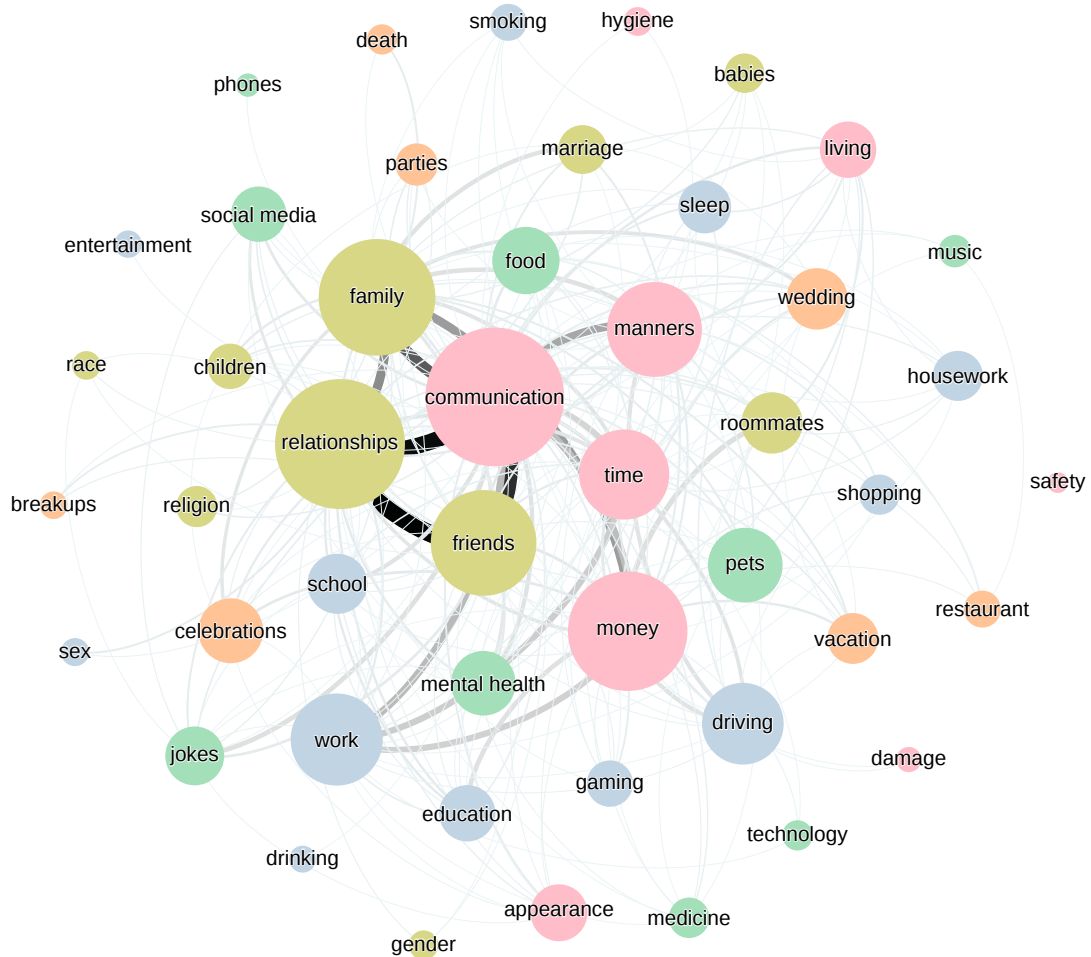 smoking
hygiene
death
phones
babies
marriage
living
parties
sleep
social media
entertainment
food
music
family
wedding
manners
race
children
housework
communication
roommates
relationships
time
safety
shopping
breakups
religion
friends
pets
school
restaurant
celebrations
money
vacation
sex
mental health
driving
work
jokes
damage
gaming
education
technology
drinking
appearance
medicine
gender